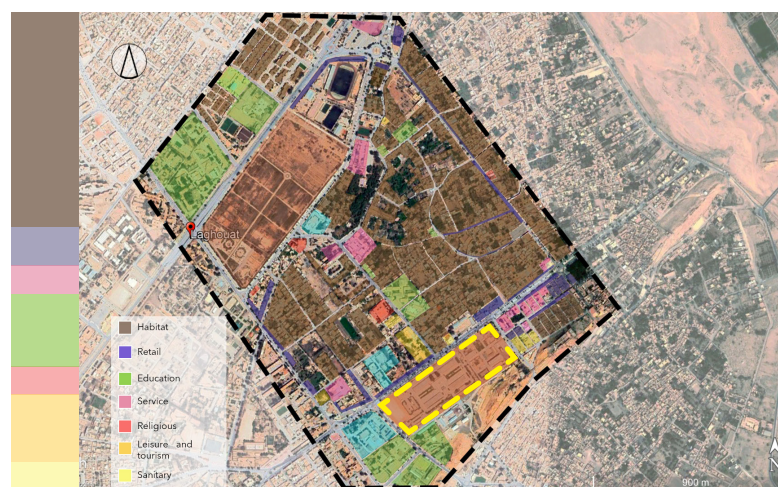 Laghouat
Habitat
Retail
Education
Service
Religious
Leisure and
tourism
Sanitary
900 m